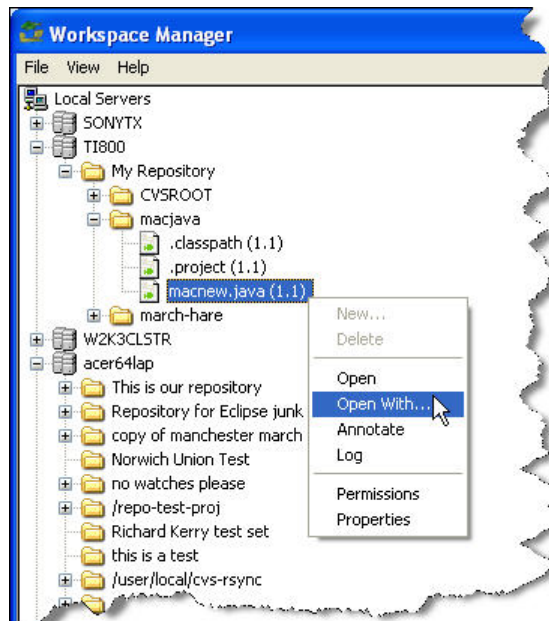 Workspace Manager
File View Help
Local Servers
SONYTX
TI800
My Repository
CVSROOT
macjava
.classpath (1.1)
.project (1.1)
macnew.java (1.1)
march-hare
W2K3CLSTR
acer64lap
This is our repository
Repository for Eclipse junk
copy of manchester march
Norwich Union Test
no watches please
/repo-test-proj
Richard Kerry test set
this is a test
/user/local/cvs-rsync
New...
Delete
Open
Open With...
Annotate
Log
Permissions
Properties